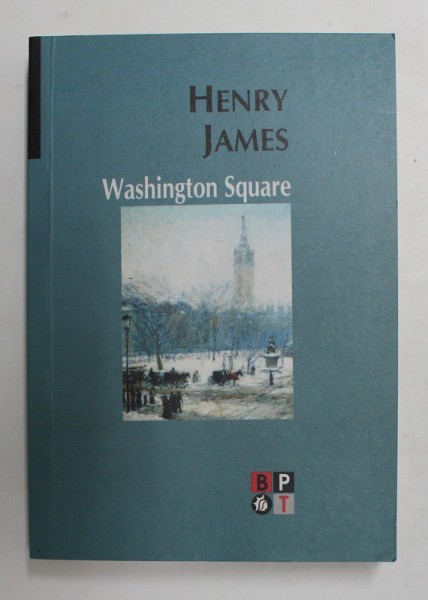 HENRY
JAMES
Washington Square
B P
T